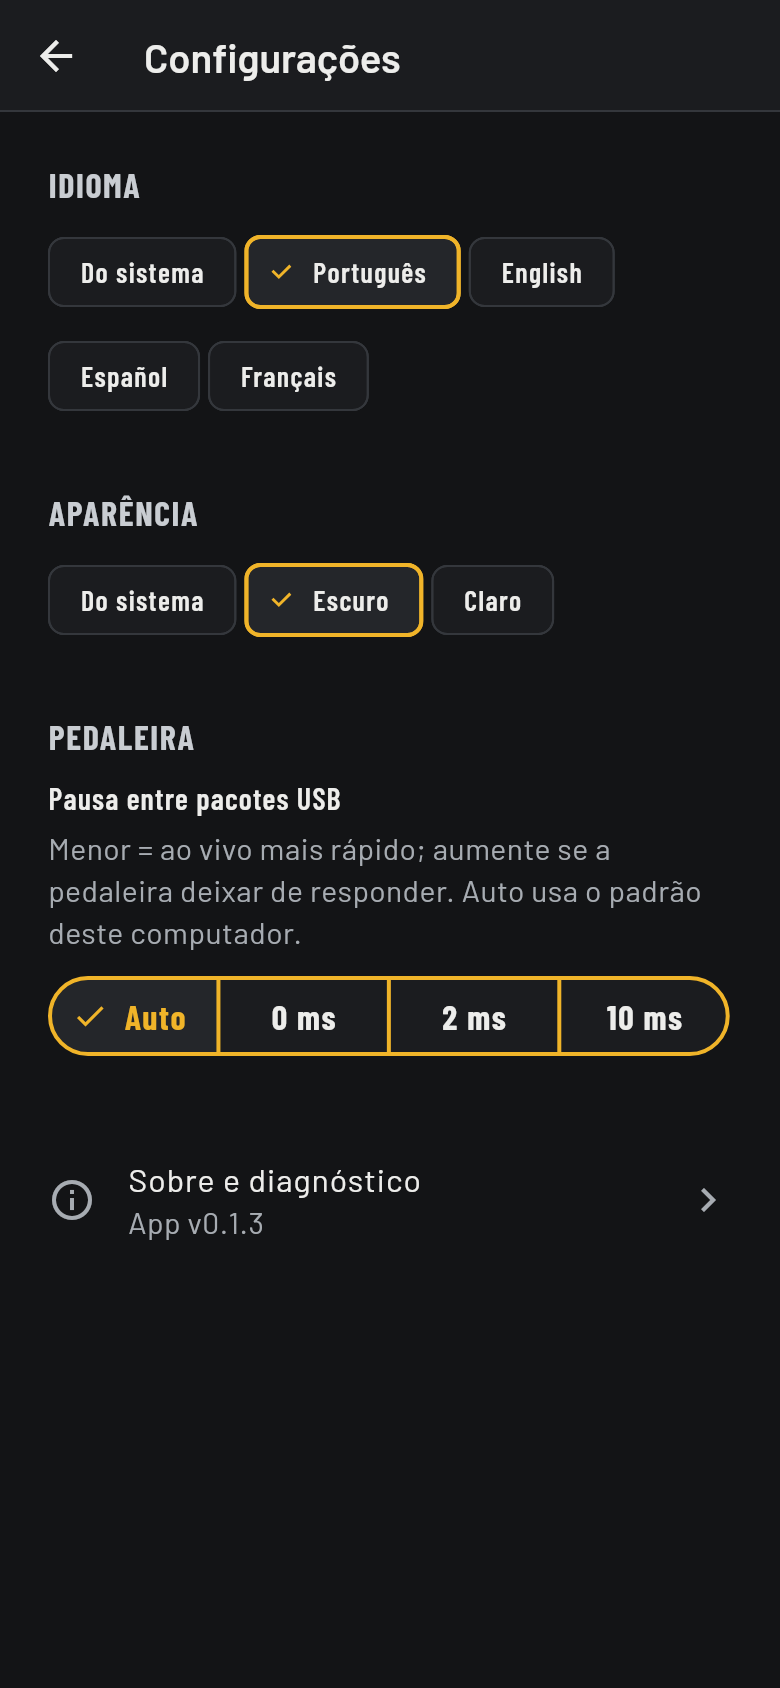 Configurações
IDIOMA
Do sistema
Português
English
Español
Français
APARÊNCIA
Do sistema
Escuro
Claro
PEDALEIRA
Pausa entre pacotes USB
Menor = ao vivo mais rápido; aumente se a
pedaleira deixar de responder. Auto usa o padrão
deste computador.
Auto
0 ms
2 ms
10 ms
Sobre e diagnóstico
App v0.1.3